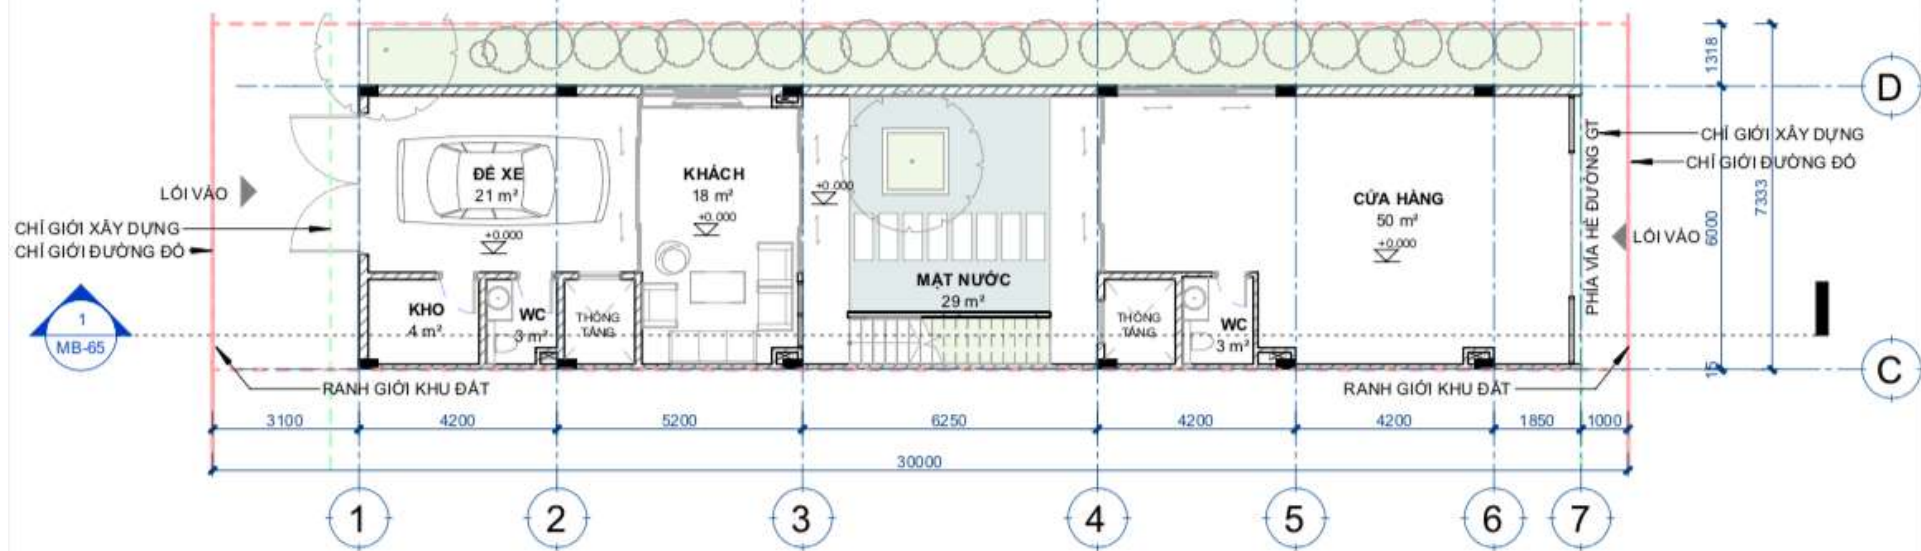 1318
D
CHỈ GIỚI XÂY DỰNG
CHỈ GIỚI ĐƯỜNG ĐỎ
PHÍA VỈA HÈ ĐƯỜNG GT
7333
6000
LỐI VÀO
CHỈ GIỚI XÂY DỰNG
CHỈ GIỚI ĐƯỜNG ĐỎ
ĐỂ XE
21 m²
+0.000
KHÁCH
18 m²
+0.000
+0.000
MẶT NƯỚC
29 m²
CỬA HÀNG
50 m²
+0.000
LỐI VÀO
1
MB-65
KHO
4 m²
WC
3 m²
THÔNG
TẦNG
THÔNG
TẦNG
WC
3 m²
15
C
RANH GIỚI KHU ĐẤT
RANH GIỚI KHU ĐẤT
3100 4200 5200 6250 4200 4200 1850 1000
30000
1 2 3 4 5 6 7